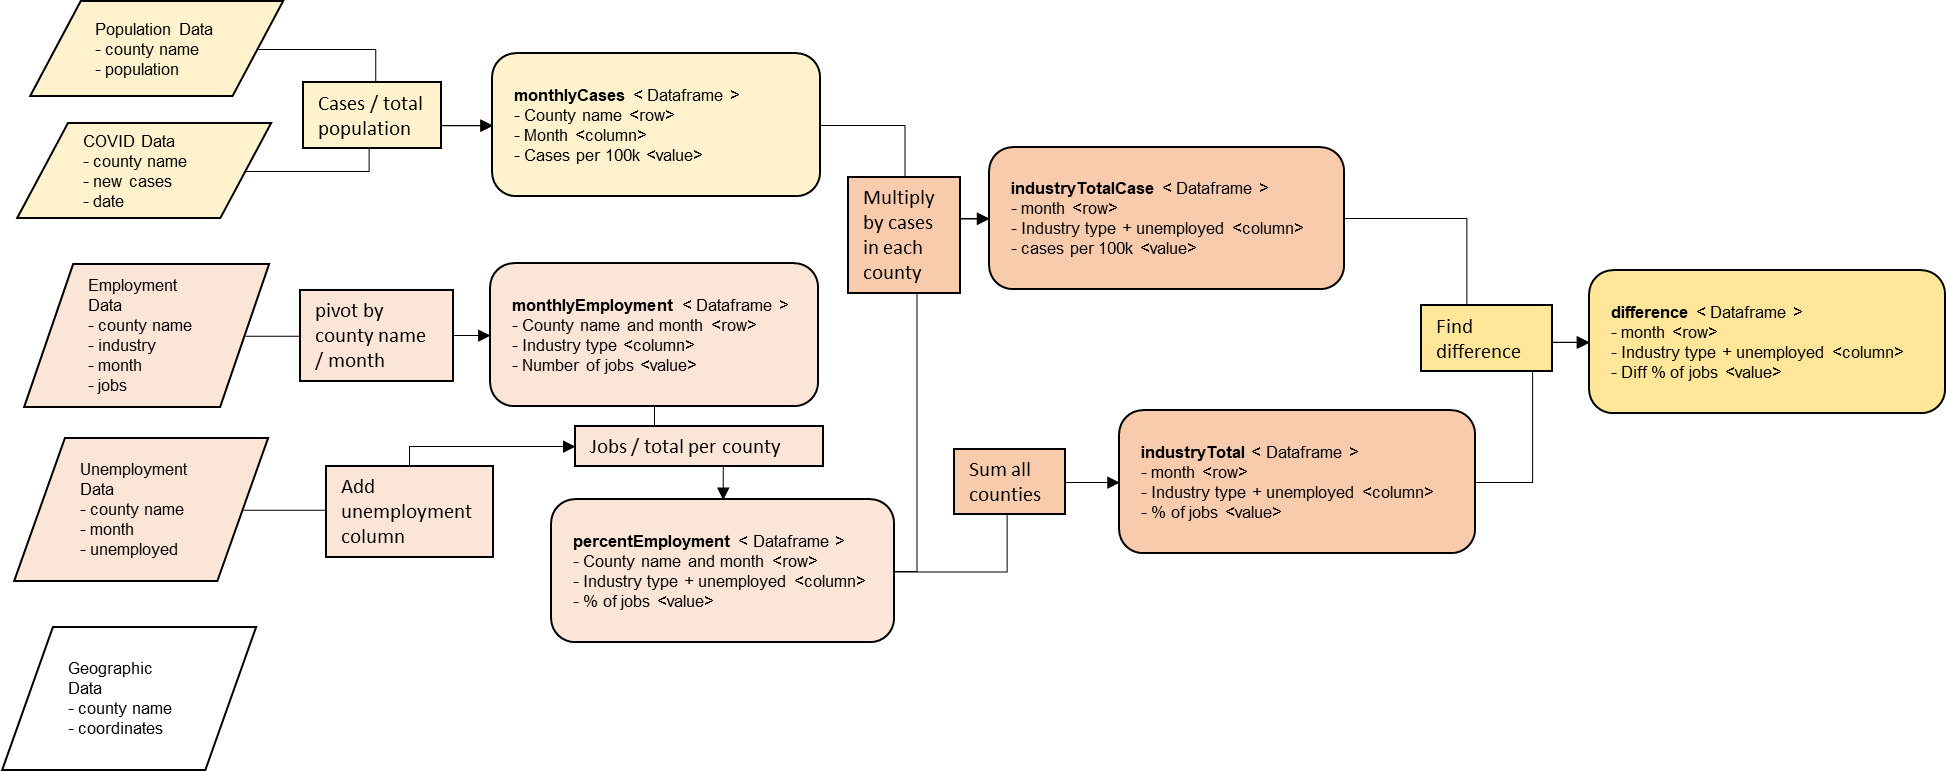 Population Data
- county name
- population
COVID Data
- county name
- new cases
- date
Cases / total
population
monthlyCases < Dataframe >
- County name <row>
- Month <column>
- Cases per 100k <value>
Employment
Data
- county name
- industry
- month
- jobs
pivot by
county name
/ month
monthlyEmployment < Dataframe >
- County name and month <row>
- Industry type <column>
- Number of jobs <value>
Unemployment
Data
- county name
- month
- unemployed
Add
unemployment
column
Jobs / total per county
percentEmployment < Dataframe >
- County name and month <row>
- Industry type + unemployed <column>
- % of jobs <value>
Multiply
by cases
in each
county
industryTotalCase < Dataframe >
- month <row>
- Industry type + unemployed <column>
- cases per 100k <value>
Sum all
counties
industryTotal < Dataframe >
- month <row>
- Industry type + unemployed <column>
- % of jobs <value>
Find
difference
difference < Dataframe >
- month <row>
- Industry type + unemployed <column>
- Diff % of jobs <value>
Geographic
Data
- county name
- coordinates